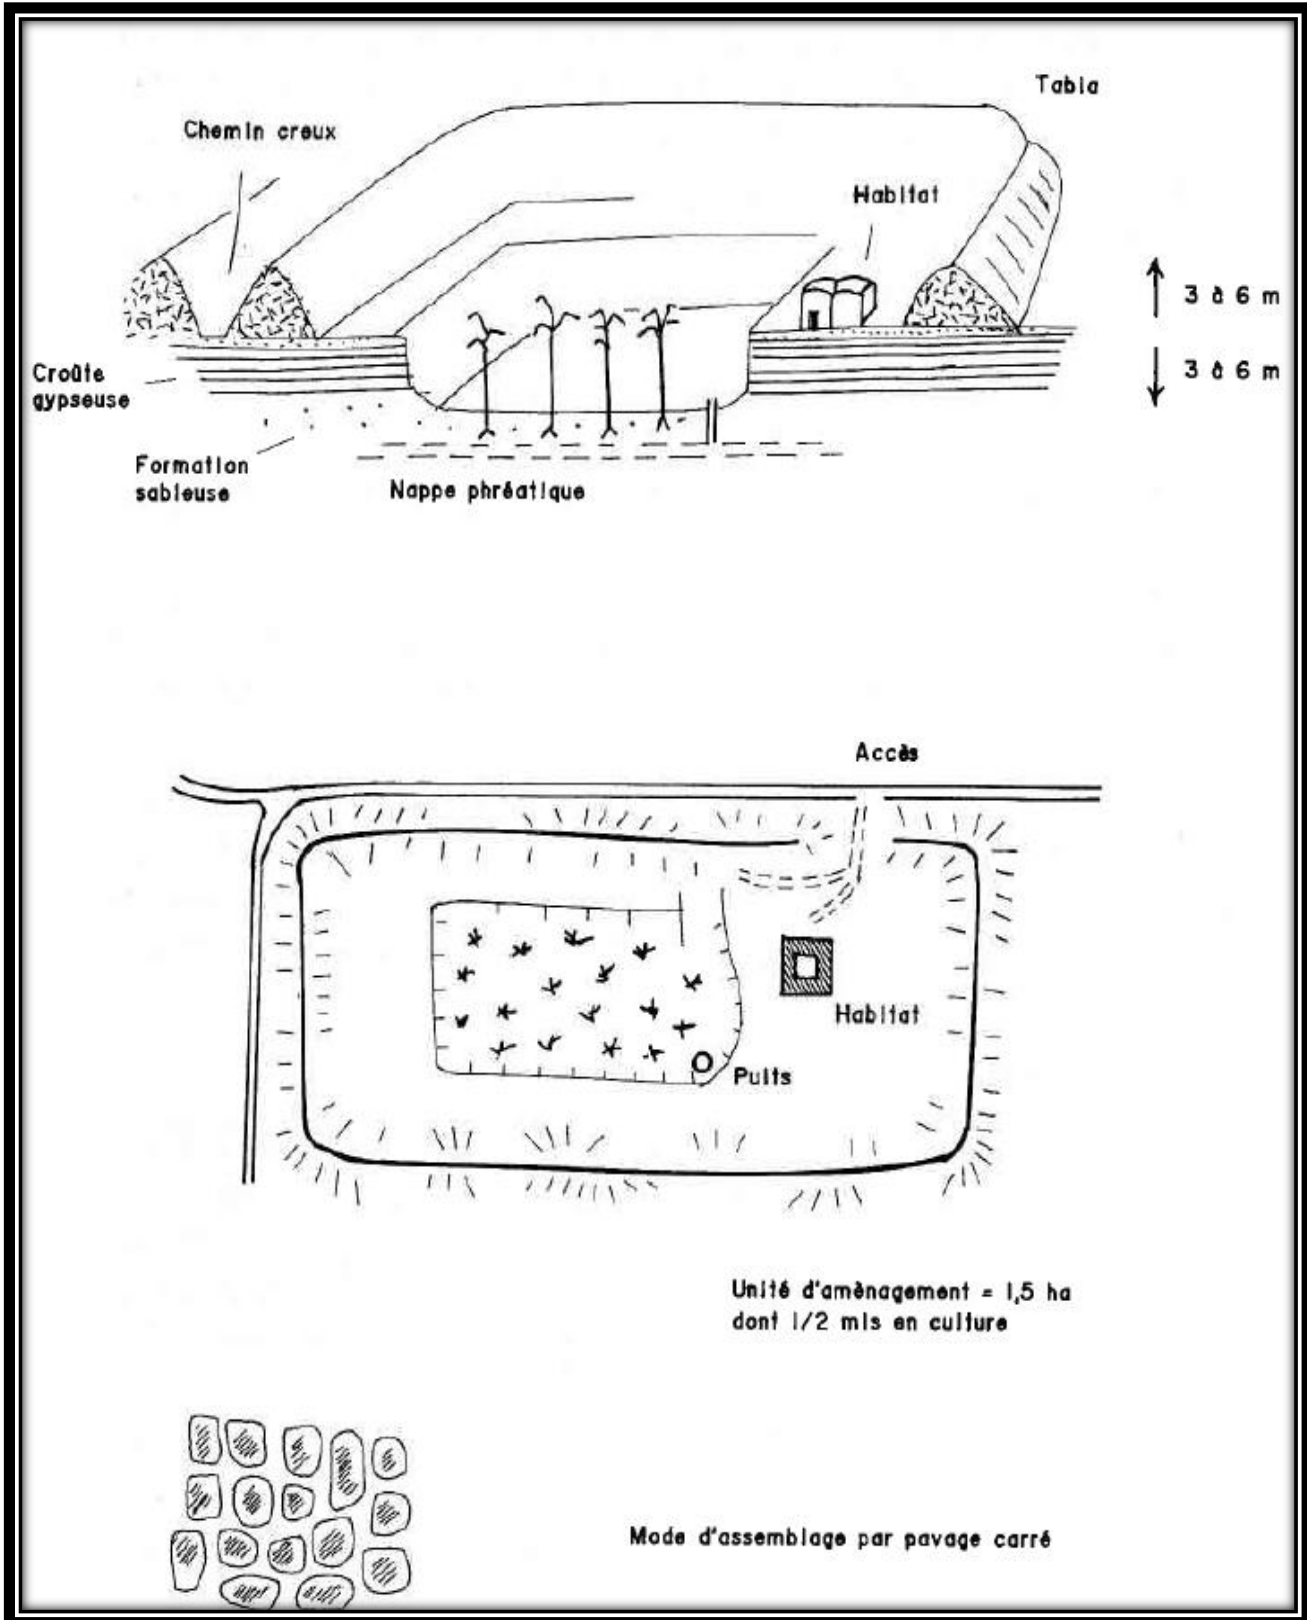 Tabia
Chemin creux
Habitat
3 à 6 m
3 à 6 m
Croûte
gypseuse
Formation
sableuse
Nappe phréatique
Accès
Habitat
Puits
Unité d'aménagement = 1,5 ha
dont 1/2 mis en culture
Mode d'assemblage par pavage carré